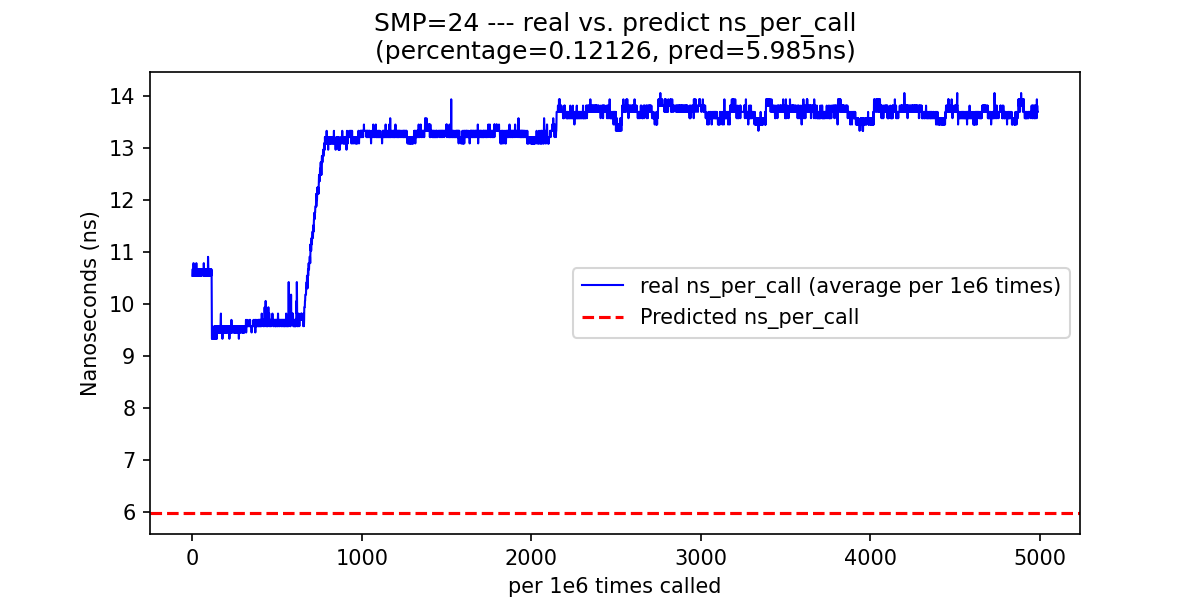 SMP=24 --- real vs. predict ns_per_call
(percentage=0.12126, pred=5.985ns)
Nanoseconds (ns)
14
13
12
11
10
9
8
7
6
real ns_per_call (average per 1e6 times)
Predicted ns_per_call
0 1000 2000 3000 4000 5000
per 1e6 times called